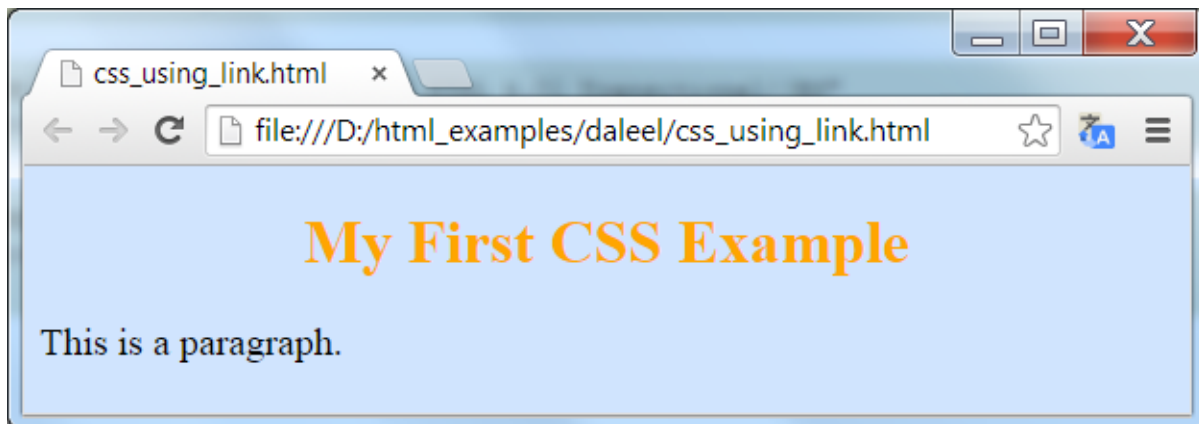 css_using_link.html
file:///D:/html_examples/daleel/css_using_link.html
My First CSS Example
This is a paragraph.